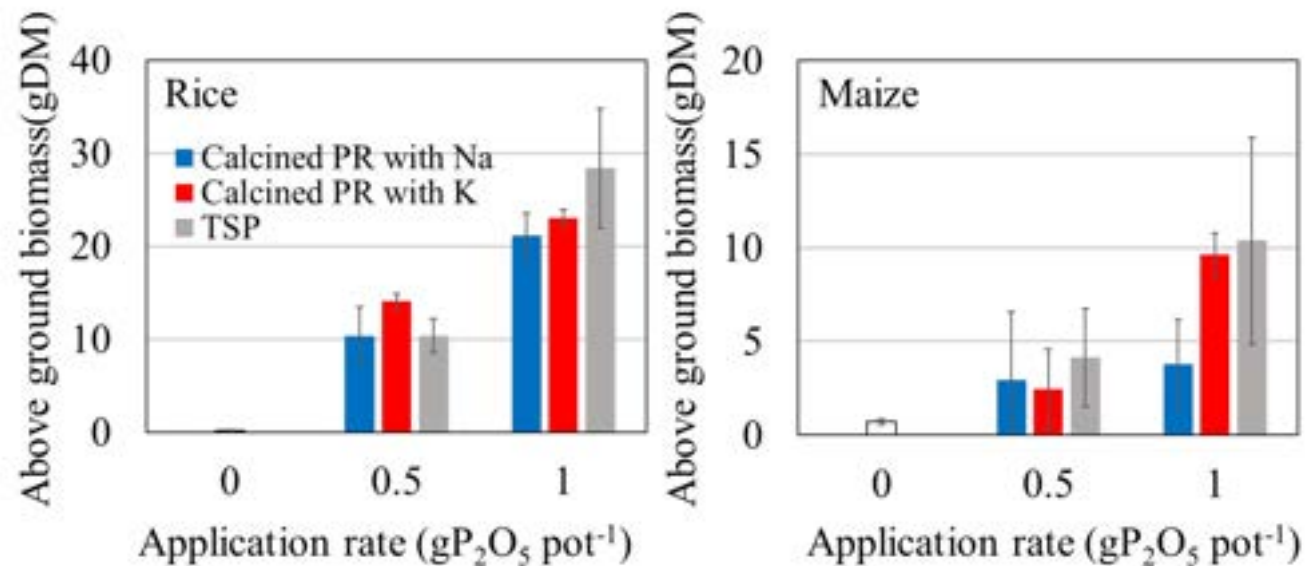 Above ground biomass(gDM)
40
30
20
10
0
Rice
Calcined PR with Na
Calcined PR with K
TSP
0 0.5 1
Application rate (gP₂O₅ pot⁻¹)
Above ground biomass(gDM)
20
15
10
5
0
Maize
0 0.5 1
Application rate (gP₂O₅ pot⁻¹)